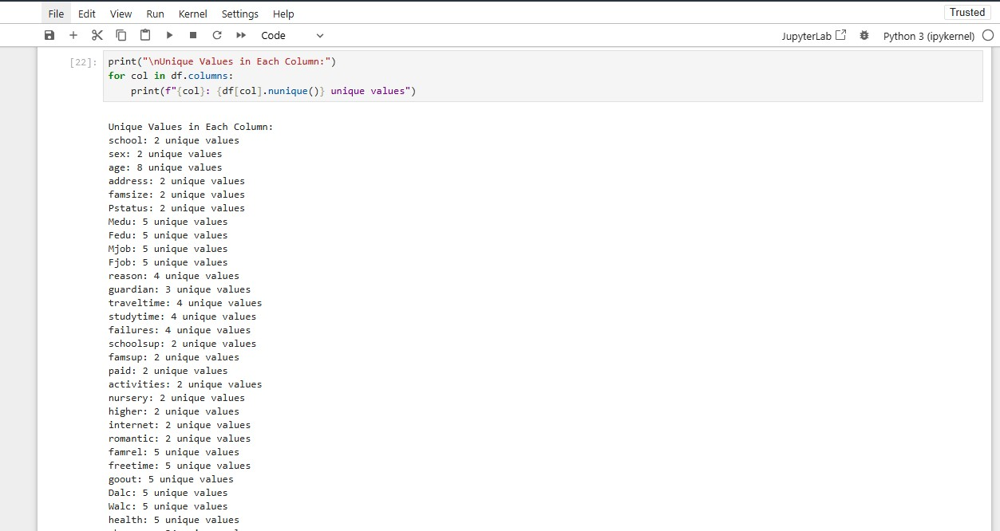 File Edit View Run Kernel Settings Help
Trusted
Code
JupyterLab
Python 3 (ipykernel)
[22]:
print("\nUnique Values in Each Column:")
for col in df.columns:
    print(f"{col}: {df[col].nunique()} unique values")
Unique Values in Each Column:
school: 2 unique values
sex: 2 unique values
age: 8 unique values
address: 2 unique values
famsize: 2 unique values
Pstatus: 2 unique values
Medu: 5 unique values
Fedu: 5 unique values
Mjob: 5 unique values
Fjob: 5 unique values
reason: 4 unique values
guardian: 3 unique values
traveltime: 4 unique values
studytime: 4 unique values
failures: 4 unique values
schoolsup: 2 unique values
famsup: 2 unique values
paid: 2 unique values
activities: 2 unique values
nursery: 2 unique values
higher: 2 unique values
internet: 2 unique values
romantic: 2 unique values
famrel: 5 unique values
freetime: 5 unique values
goout: 5 unique values
Dalc: 5 unique values
Walc: 5 unique values
health: 5 unique values